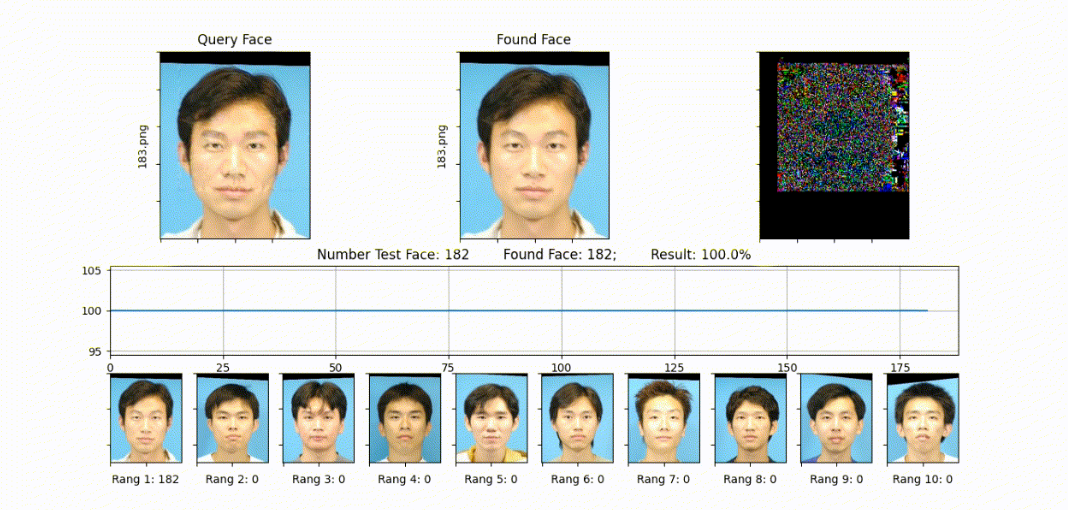 Query Face
Found Face
183.png
183.png
Number Test Face: 182 Found Face: 182; Result: 100.0%
105
100
95
0 25 50 75 100 125 150 175
Rang 1: 182 Rang 2: 0 Rang 3: 0 Rang 4: 0 Rang 5: 0 Rang 6: 0 Rang 7: 0 Rang 8: 0 Rang 9: 0 Rang 10: 0